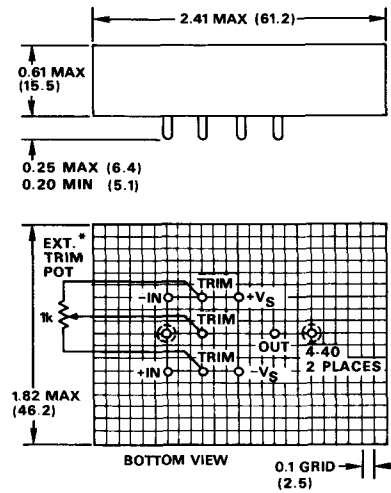 2.41 MAX (61.2)
0.61 MAX
(15.5)
0.25 MAX (6.4)
0.20 MIN (5.1)
EXT. *
TRIM
POT
TRIM
-IN
+VS
1k
TRIM
OUT
4-40
2 PLACES
TRIM
+IN
-VS
1.82 MAX
(46.2)
BOTTOM VIEW
0.1 GRID
(2.5)